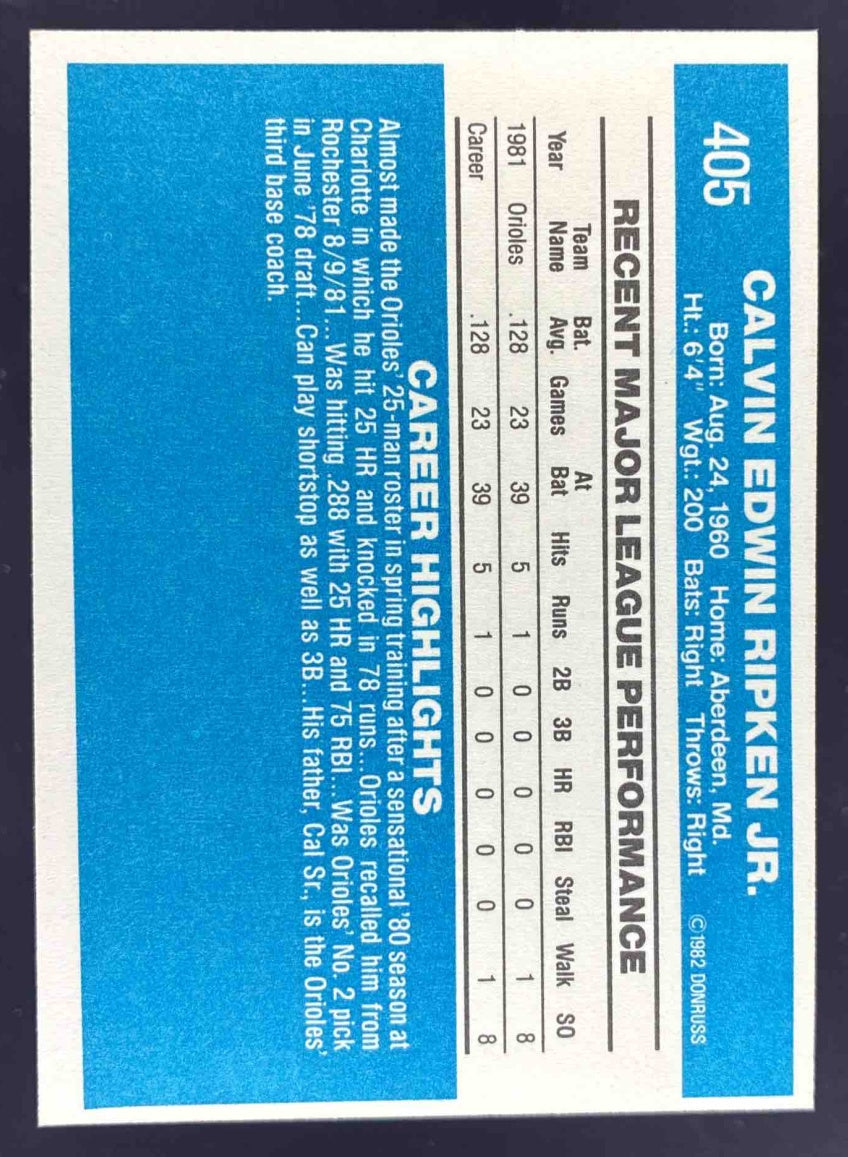 405
CALVIN EDWIN RIPKEN JR.
Born: Aug. 24, 1960 Home: Aberdeen, Md.
Ht.: 6'4" Wgt.: 200 Bats: Right Throws: Right
©1982 DONRUSS
RECENT MAJOR LEAGUE PERFORMANCE
Team Bat. At
Year Name Avg. Games Bat Hits Runs 2B 3B HR RBI Steal Walk SO
1981 Orioles .128 23 39 5 1 0 0 0 0 0 1 8
Career .128 23 39 5 1 0 0 0 0 0 1 8
CAREER HIGHLIGHTS
Almost made the Orioles' 25-man roster in spring training after a sensational '80 season at
Charlotte in which he hit 25 HR and knocked in 78 runs...Orioles recalled him from
Rochester 8/9/81...Was hitting .288 with 25 HR and 75 RBI...Was Orioles' No. 2 pick
in June '78 draft...Can play shortstop as well as 3B...His father, Cal Sr., is the Orioles'
third base coach.